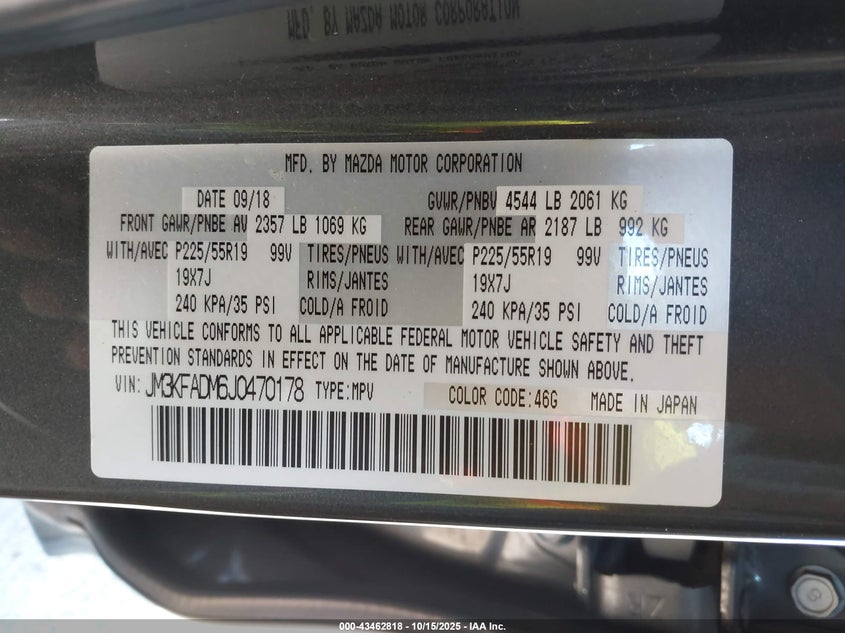 MFD. BY MAZDA MOTOR CORPORATION
MFD. BY MAZDA MOTOR CORPORATION
DATE 09/18 GVWR/PNBV 4544 LB 2061 KG
FRONT GAWR/PNBE AV 2357 LB 1069 KG REAR GAWR/PNBE AR 2187 LB 992 KG
WITH/AVEC P225/55R19 99V TIRES/PNEUS WITH/AVEC P225/55R19 99V TIRES/PNEUS
19X7J RIMS/JANTES 19X7J RIMS/JANTES
240 KPA/35 PSI COLD/A FROID 240 KPA/35 PSI COLD/A FROID
THIS VEHICLE CONFORMS TO ALL APPLICABLE FEDERAL MOTOR VEHICLE SAFETY AND THEFT
PREVENTION STANDARDS IN EFFECT ON THE DATE OF MANUFACTURE SHOWN ABOVE.
VIN: JM3KFADM6J0470178 TYPE:MPV COLOR CODE:46G MADE IN JAPAN
000-43462818 - 10/15/2025 - IAA Inc.